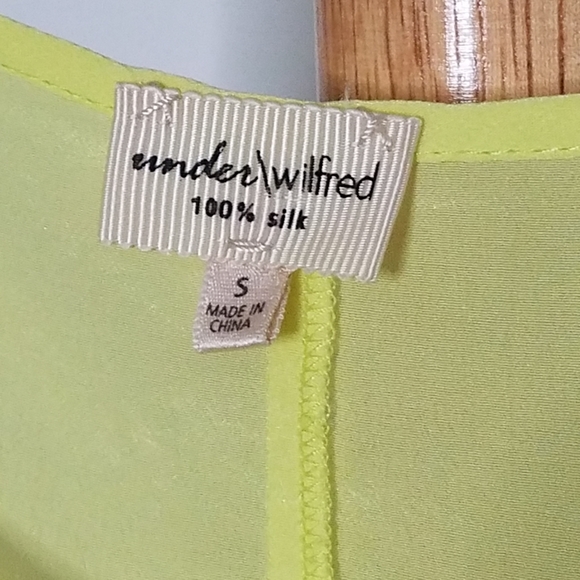 under\wilfred
100% silk
S
MADE IN
CHINA